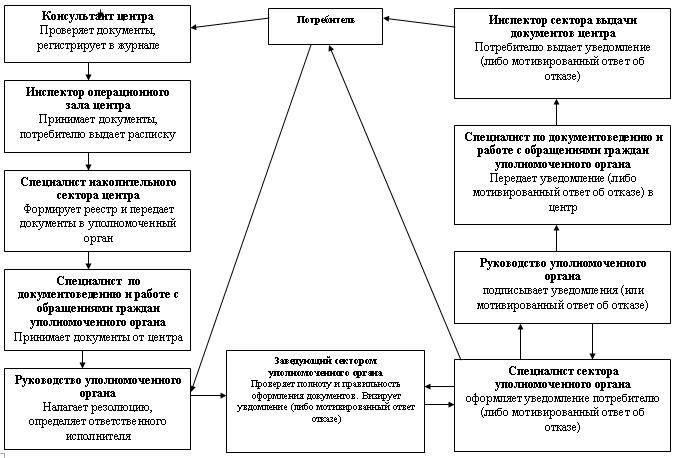 Консультант центра
Проверяет документы,
регистрирует в журнале
Инспектор операционного
зала центра
Принимает документы,
потребителю выдает расписку
Специалист накопительного
сектора центра
Формирует реестр и передает
документы в уполномоченный
орган
Специалист по
документоведению и работе с
обращениями граждан
уполномоченного органа
Принимает документы от центра
Руководство уполномоченного
органа
Налагает резолюцию,
определяет ответственного
исполнителя
Потребитель
Заведующий сектором
уполномоченного органа
Проверяет полноту и правильность
оформления документов. Визирует
уведомление (либо мотивированный ответ
отказе)
Инспектор сектора выдачи
документов центра
Потребителю выдает уведомление
(либо мотивированный ответ об
отказе)
Специалист по документоведению и
работе с обращениями граждан
уполномоченного органа
Передает уведомление (либо
мотивированный ответ об отказе) в
центр
Руководство уполномоченного
органа
подписывает уведомления (или
мотивированный ответ об отказе)
Специалист сектора
уполномоченного органа
оформляет уведомление потребителю
(либо мотивированный ответ об
отказе)